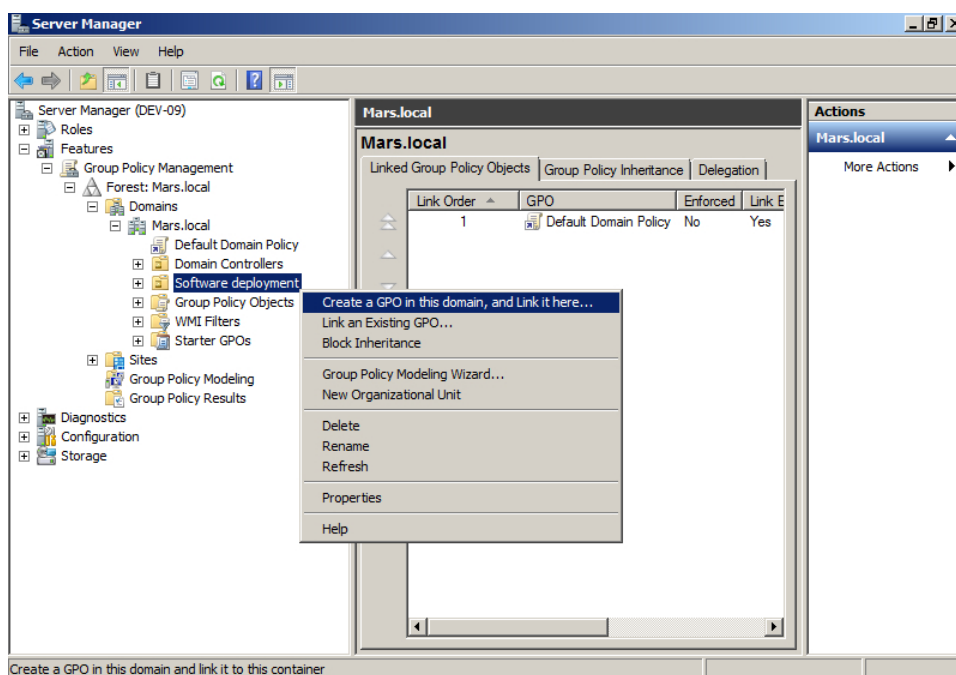 Server Manager
File Action View Help
Server Manager (DEV-09)
Roles
Features
Group Policy Management
Forest: Mars.local
Domains
Mars.local
Default Domain Policy
Domain Controllers
Software deployment
Group Policy Objects
WMI Filters
Starter GPOs
Sites
Group Policy Modeling
Group Policy Results
Diagnostics
Configuration
Storage
Mars.local
Mars.local
Linked Group Policy Objects Group Policy Inheritance Delegation
Link Order GPO Enforced Link E
1 Default Domain Policy No Yes
Create a GPO in this domain, and Link it here...
Link an Existing GPO...
Block Inheritance
Group Policy Modeling Wizard...
New Organizational Unit
Delete
Rename
Refresh
Properties
Help
Actions
Mars.local
More Actions
Create a GPO in this domain and link it to this container